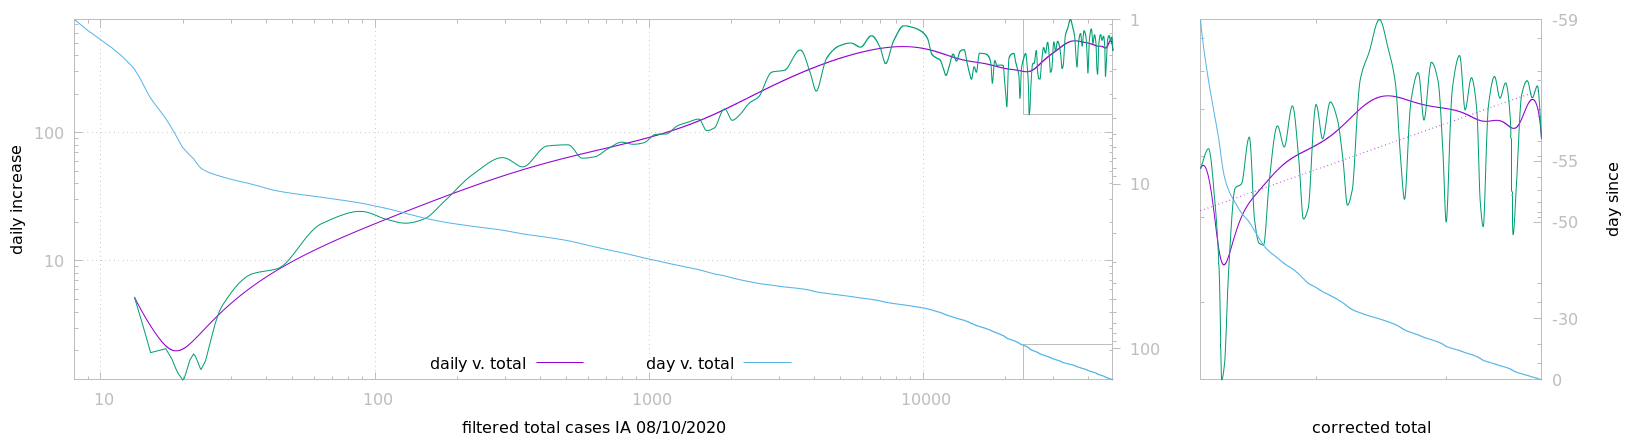 daily increase
100
10
10
100
1000
10000
1
10
100
daily v. total
day v. total
filtered total cases IA 08/10/2020
-59
-55
-50
-30
0
day since
corrected total